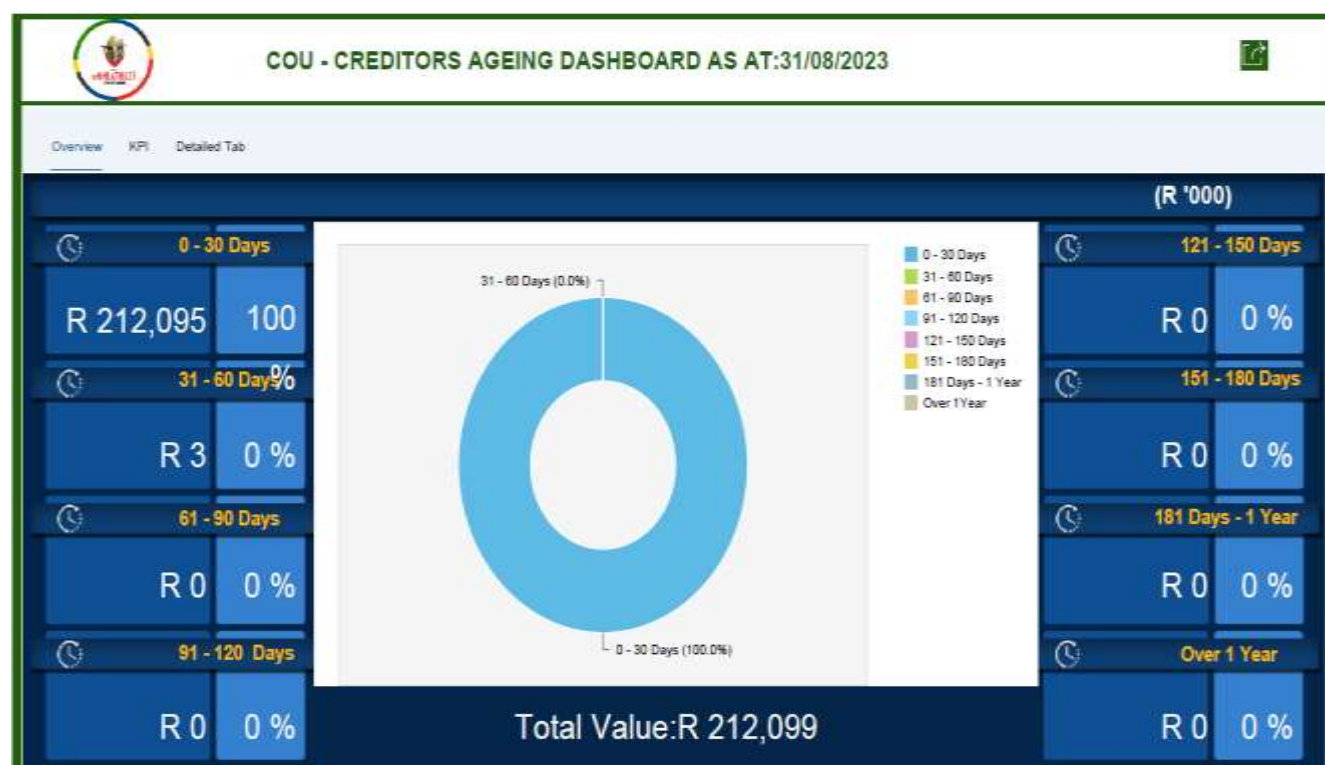 COU - CREDITORS AGEING DASHBOARD AS AT:31/08/2023
Overview KPI Detailed Tab
(R '000)
0 - 30 Days
R 212,095 100 %
31 - 60 Days
R 3 0 %
61 - 90 Days
R 0 0 %
91 - 120 Days
R 0 0 %
31 - 60 Days (0.0%)
0 - 30 Days (100.0%)
0 - 30 Days
31 - 60 Days
61 - 90 Days
91 - 120 Days
121 - 150 Days
151 - 180 Days
181 Days - 1 Year
Over 1Year
Total Value:R 212,099
121 - 150 Days
R 0 0 %
151 - 180 Days
R 0 0 %
181 Days - 1 Year
R 0 0 %
Over 1 Year
R 0 0 %